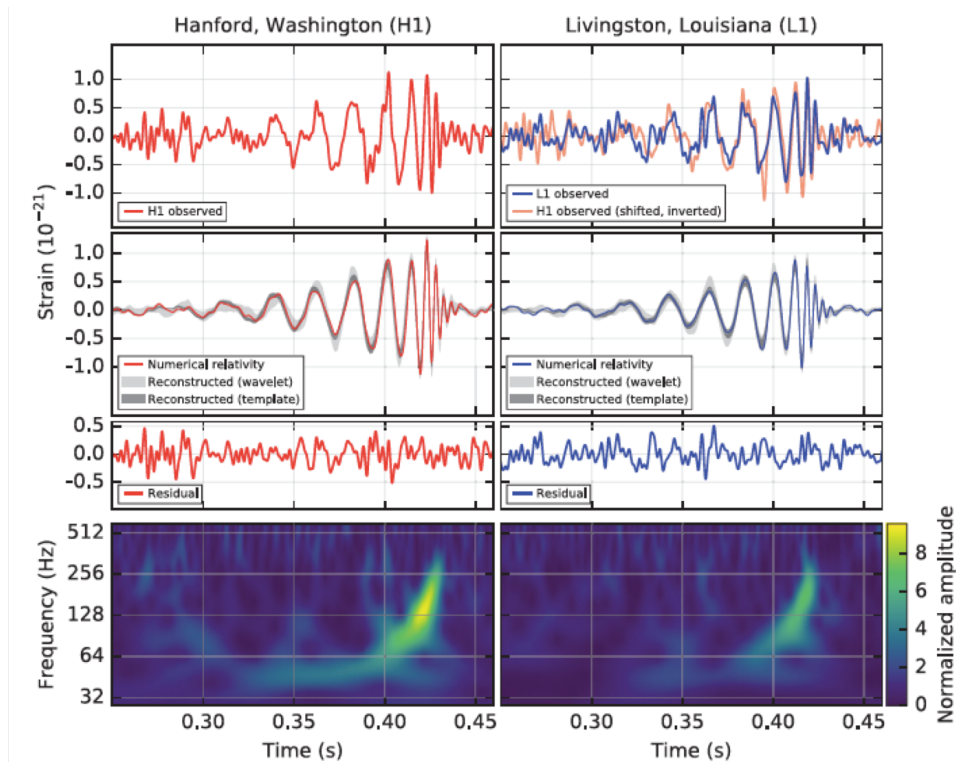 Hanford, Washington (H1)
Livingston, Louisiana (L1)
Strain (10⁻²¹)
1.0
0.5
0.0
-0.5
-1.0
H1 observed
L1 observed
H1 observed (shifted, inverted)
1.0
0.5
0.0
-0.5
-1.0
Numerical relativity
Reconstructed (wavelet)
Reconstructed (template)
Numerical relativity
Reconstructed (wavelet)
Reconstructed (template)
0.5
0.0
-0.5
Residual
Residual
Frequency (Hz)
512
256
128
64
32
0.30 0.35 0.40 0.45
Time (s)
0.30 0.35 0.40 0.45
Time (s)
8
6
4
2
0
Normalized amplitude